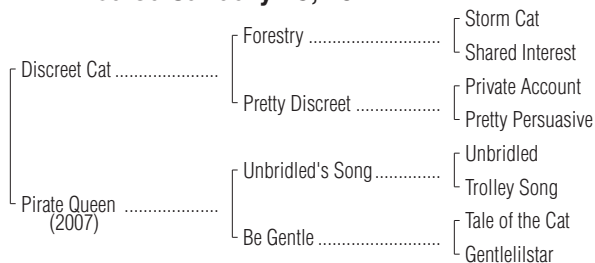 Storm Cat
Forestry ................................
Shared Interest
Discreet Cat ........................
Private Account
Pretty Discreet ....................
Pretty Persuasive
Unbridled
Unbridled's Song ...............
Trolley Song
Pirate Queen .......................
(2007)
Tale of the Cat
Be Gentle .............................
Gentlelilstar